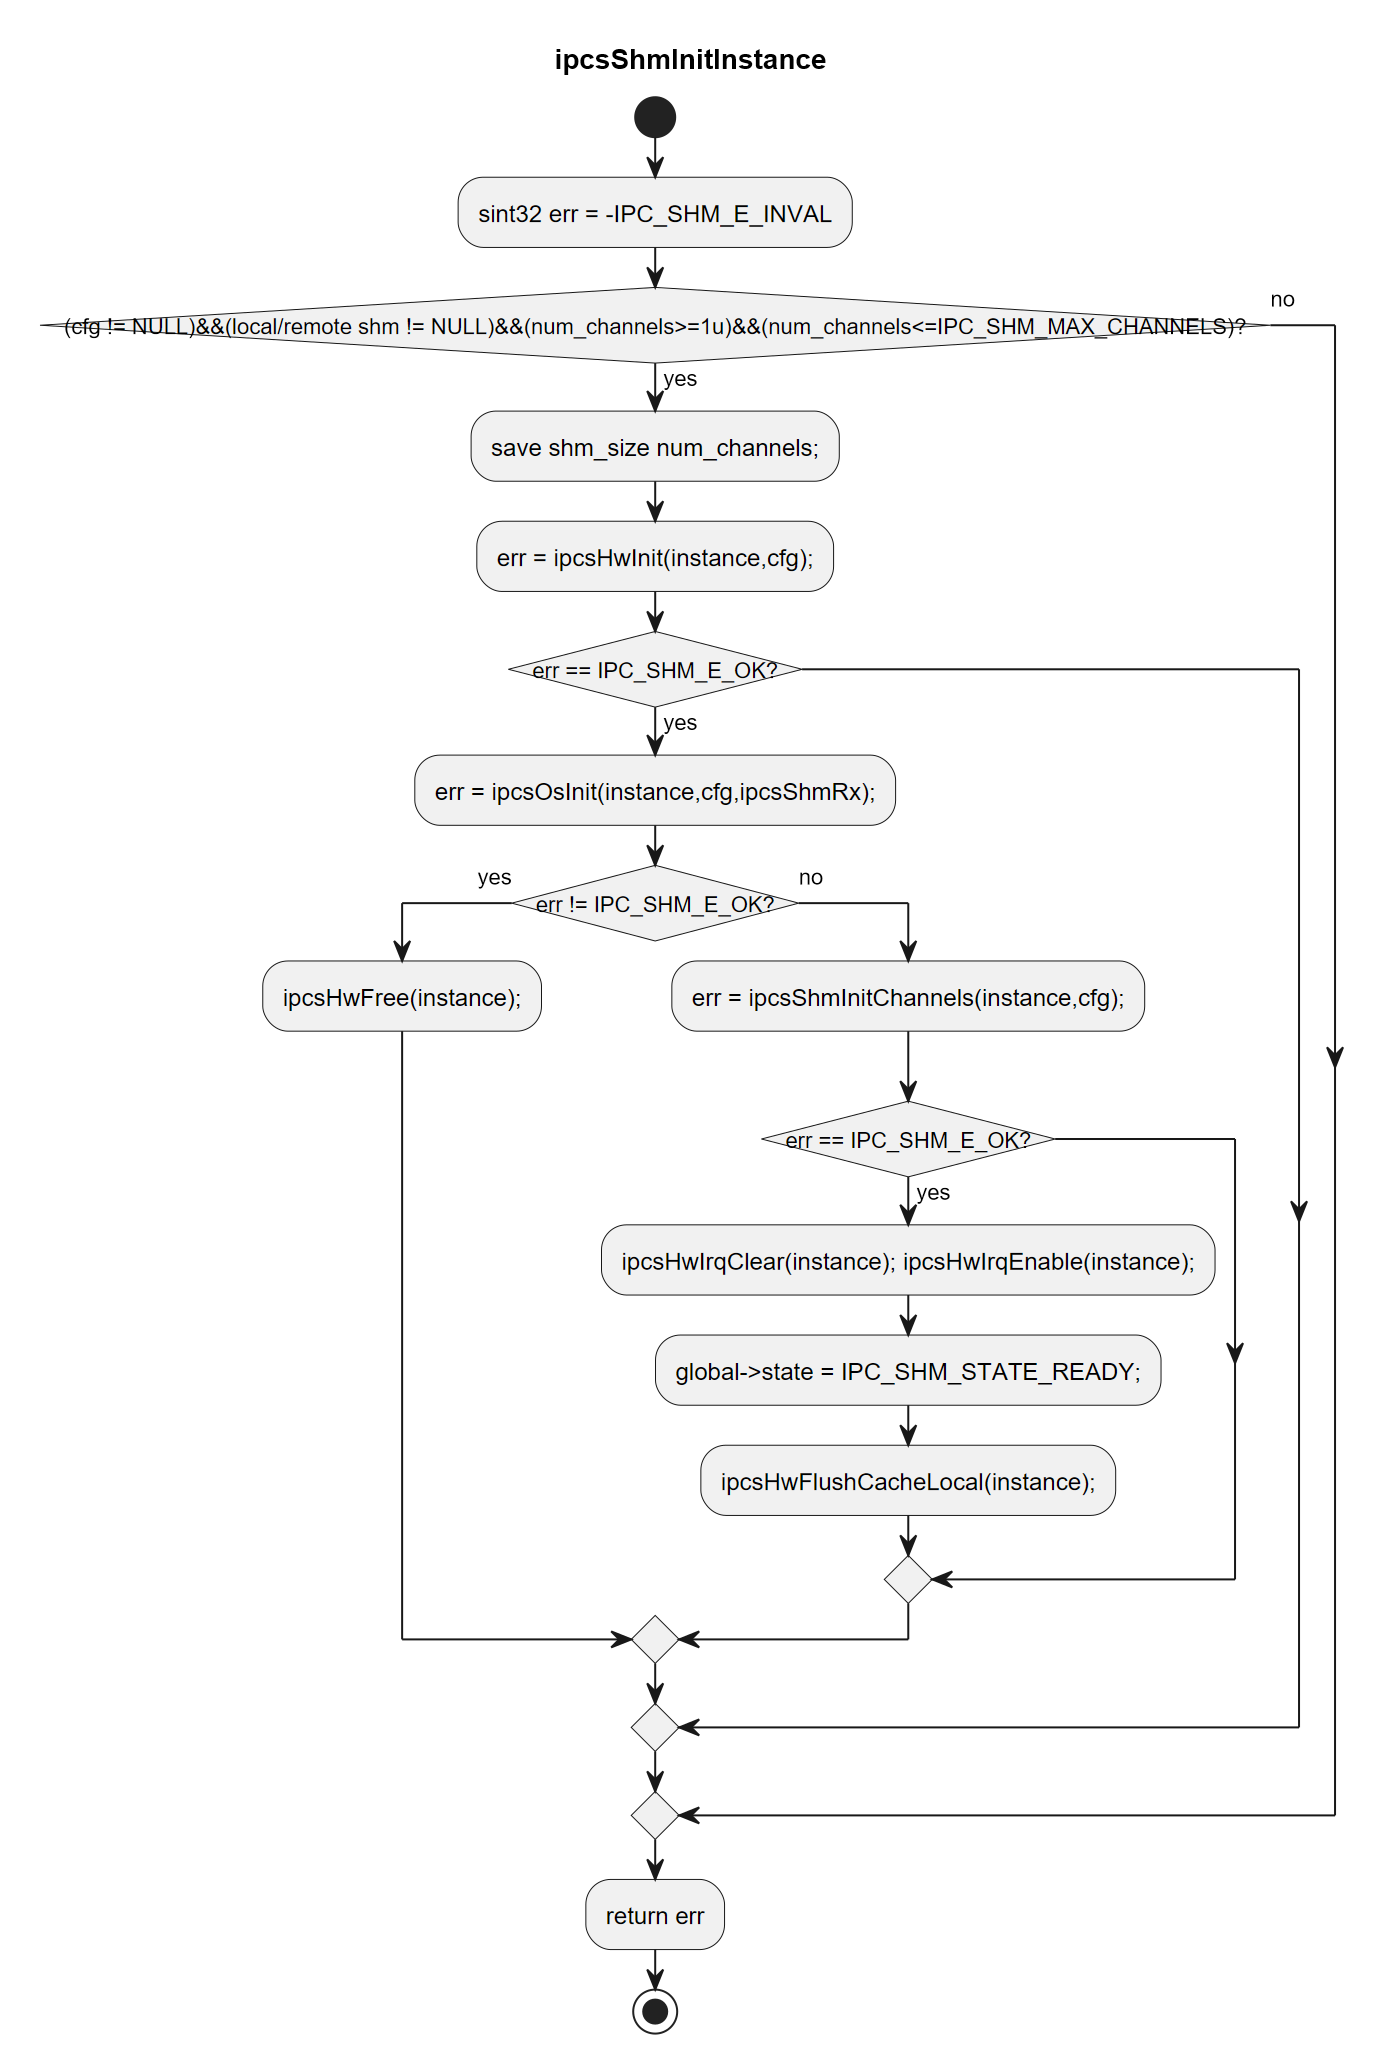 ipcsShmInitInstance
sint32 err = -IPC_SHM_E_INVAL
no
(cfg != NULL)&&(local/remote shm != NULL)&&(num_channels>=1u)&&(num_channels<=IPC_SHM_MAX_CHANNELS)?
yes
save shm_size num_channels;
err = ipcsHwInit(instance,cfg);
err == IPC_SHM_E_OK?
yes
err = ipcsOsInit(instance,cfg,ipcsShmRx);
yes
no
err != IPC_SHM_E_OK?
ipcsHwFree(instance);
err = ipcsShmInitChannels(instance,cfg);
err == IPC_SHM_E_OK?
yes
ipcsHwIrqClear(instance); ipcsHwIrqEnable(instance);
global->state = IPC_SHM_STATE_READY;
ipcsHwFlushCacheLocal(instance);
return err